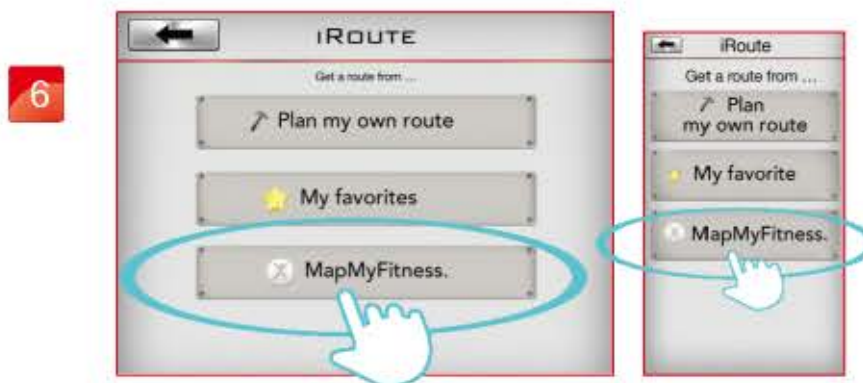 6
iROUTE
Get a route from ...
Plan my own route
My favorites
MapMyFitness.
iRoute
Get a route from ...
Plan
my own route
My favorite
MapMyFitness.